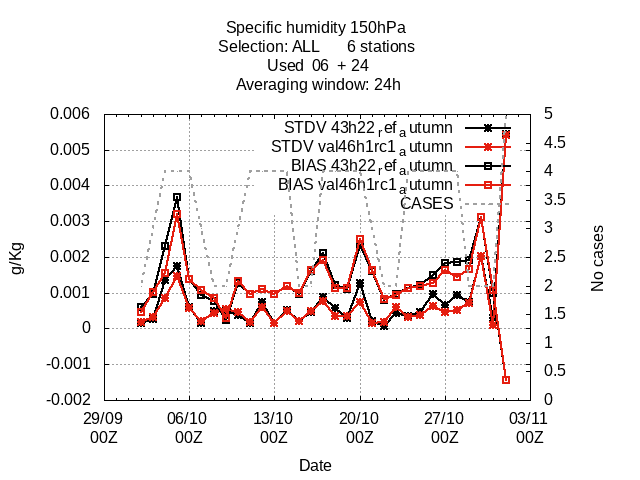 Specific humidity 150hPa
Selection: ALL 6 stations
Used 06 + 24
Averaging window: 24h
0.006
0.005
0.004
0.003
0.002
0.001
0
-0.001
-0.002
g/Kg
5
4.5
4
3.5
3
2.5
2
1.5
1
0.5
0
No cases
STDV 43h22_ref_autumn
STDV val46h1rc1_autumn
BIAS 43h22_ref_autumn
BIAS val46h1rc1_autumn
CASES
29/09 06/10 13/10 20/10 27/10 03/11
00Z 00Z 00Z 00Z 00Z 00Z
Date